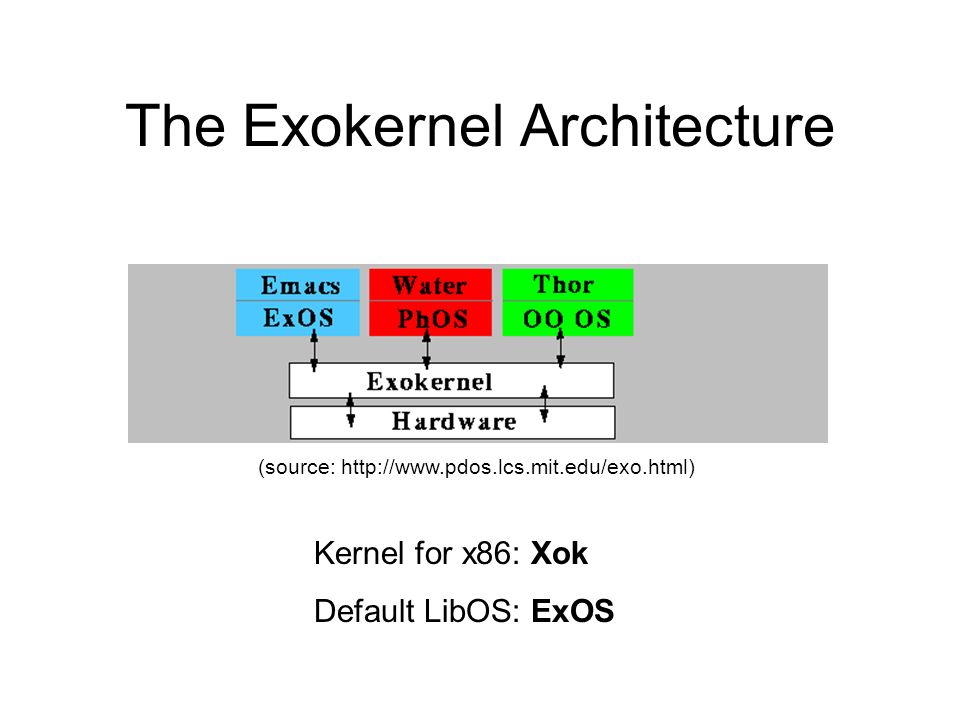 The Exokernel Architecture
Emacs Water Thor
ExOS PhOS OO OS
Exokernel
Hardware
(source: http://www.pdos.lcs.mit.edu/exo.html)
Kernel for x86: Xok
Default LibOS: ExOS